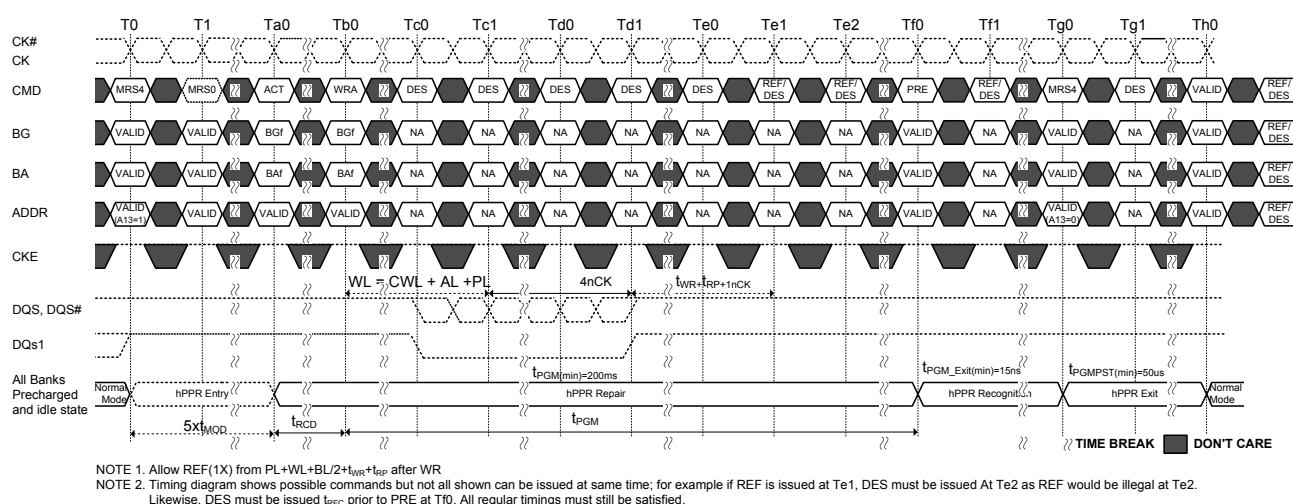 T0 T1 Ta0 Tb0 Tc0 Tc1 Td0 Td1 Te0 Te1 Te2 Tf0 Tf1 Tg0 Tg1 Th0
CK#
CK
CMD MRS4 MRS0 ACT WRA DES DES DES DES DES REF/DES REF/DES PRE REF/DES MRS4 DES VALID REF/DES
BG VALID VALID BGf BGf NA NA NA NA NA NA NA VALID NA VALID NA VALID REF/DES
BA VALID VALID BAf BAf NA NA NA NA NA NA NA VALID NA VALID NA VALID REF/DES
ADDR VALID (A13=1) VALID VALID VALID NA NA NA NA NA NA NA VALID NA VALID (A13=0) NA VALID REF/DES
CKE
WL = CWL + AL +PL 4nCK tWR+tRP+1nCK
DQS, DQS#
DQs1
tPGM(min)=200ms tPGM_Exit(min)=15ns tPGMPST(min)=50us
All Banks
Precharged
and idle state
Normal Mode hPPR Entry hPPR Repair hPPR Recognition hPPR Exit Normal Mode
5xtMOD tRCD tPGM
TIME BREAK DON'T CARE
NOTE 1. Allow REF(1X) from PL+WL+BL/2+tWR+tRP after WR
NOTE 2. Timing diagram shows possible commands but not all shown can be issued at same time; for example if REF is issued at Te1, DES must be issued At Te2 as REF would be illegal at Te2.
Likewise, DES must be issued tRFC prior to PRE at Tf0. All regular timings must still be satisfied.